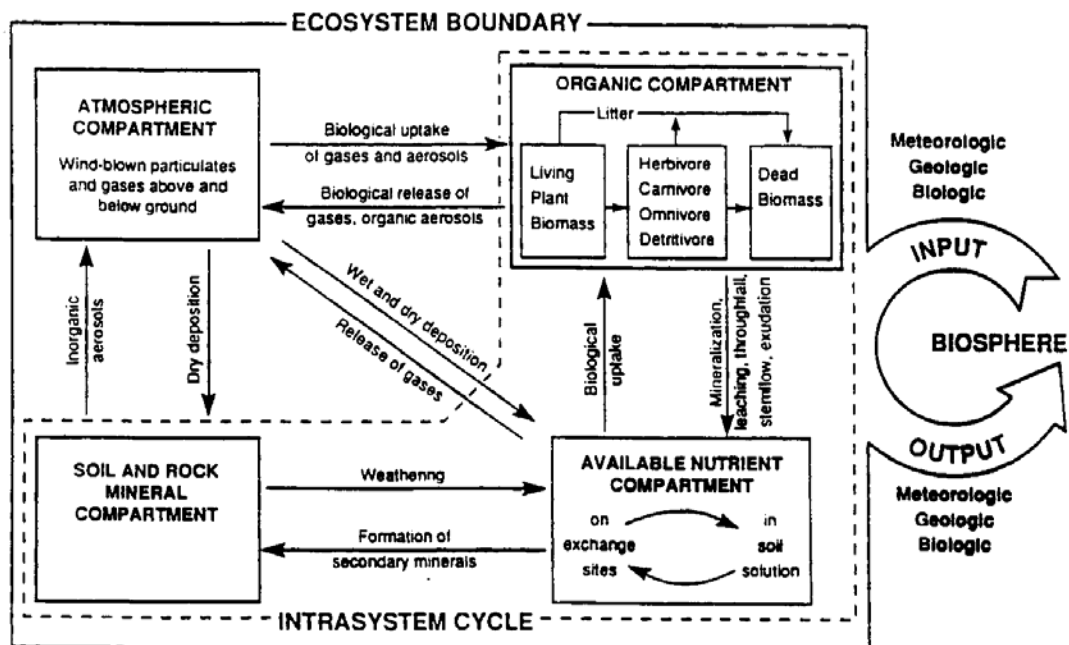 ECOSYSTEM BOUNDARY
ATMOSPHERIC
COMPARTMENT
Wind-blown particulates
and gases above and
below ground
Biological uptake
of gases and aerosols
Biological release of
gases, organic aerosols
ORGANIC COMPARTMENT
Litter
Living
Plant
Biomass
Herbivore
Carnivore
Omnivore
Detritivore
Dead
Biomass
Meteorologic
Geologic
Biologic
INPUT
BIOSPHERE
OUTPUT
Meteorologic
Geologic
Biologic
Inorganic
aerosols
Dry deposition
Wet and dry deposition
Release of gases
Biological
uptake
Mineralization,
leaching, throughfall,
stemflow, exudation
SOIL AND ROCK
MINERAL
COMPARTMENT
Weathering
Formation of
secondary minerals
AVAILABLE NUTRIENT
COMPARTMENT
on
exchange
sites
in
soil
solution
INTRASYSTEM CYCLE